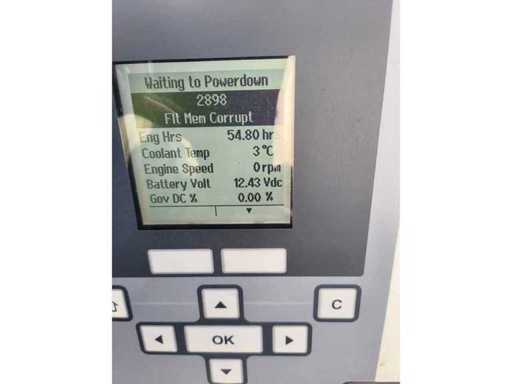 Waiting to Powerdown
2898
Flt Mem Corrupt
Eng Hrs 54.80 hrs
Coolant Temp 3 °C
Engine Speed 0 rpm
Battery Volt 12.43 Vdc
Gov DC % 0.00 %
C
OK